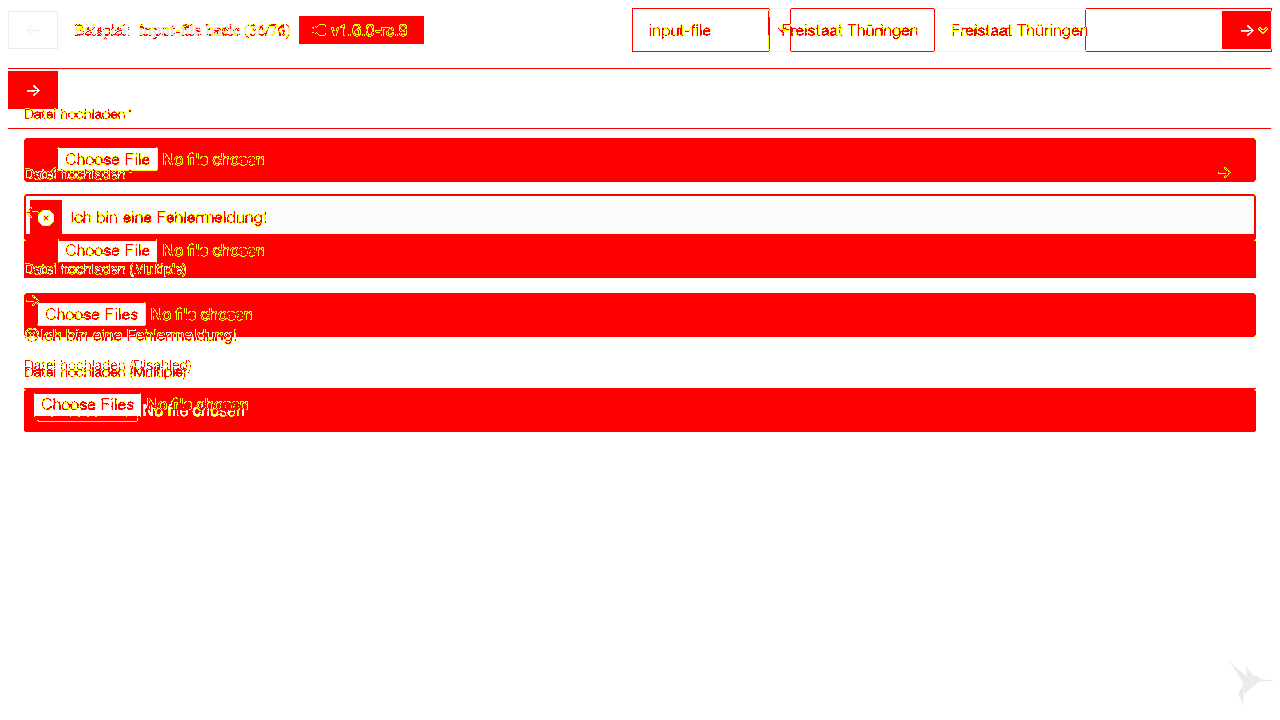 Beispiel: input-file basic (36/76) v1.6.0-rc.9 input-file Freistaat Thüringen Freistaat Thüringen
Datei hochladen*
Choose File No file chosen
Datei hochladen*
Ich bin eine Fehlermeldung!
Choose File No file chosen
Datei hochladen (Multiple)
Choose Files No file chosen
Ich bin eine Fehlermeldung!
Datei hochladen (Disabled)
Datei hochladen (Multiple)
Choose Files No file chosen
No file chosen